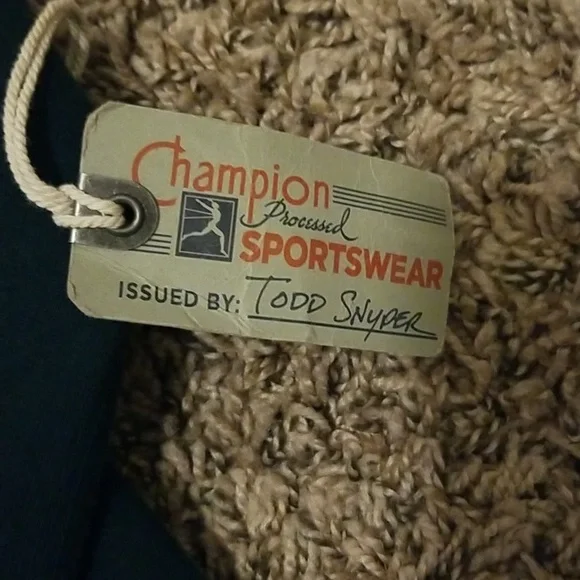 Champion
Processed
SPORTSWEAR
ISSUED BY: TODD SNYDER